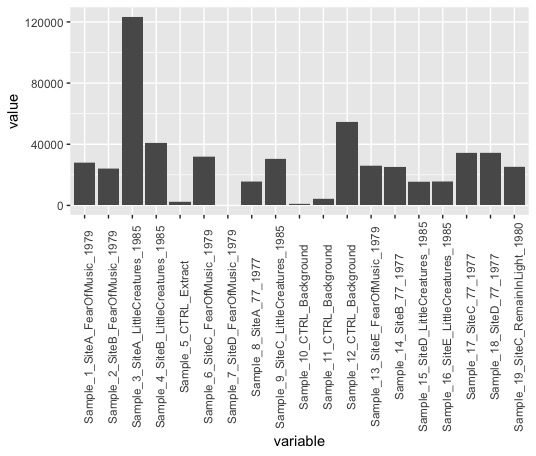 120000
80000
40000
0
value
Sample_1_SiteA_FearOfMusic_1979
Sample_2_SiteB_FearOfMusic_1979
Sample_3_SiteA_LittleCreatures_1985
Sample_4_SiteB_LittleCreatures_1985
Sample_5_CTRL_Extract
Sample_6_SiteC_FearOfMusic_1979
Sample_7_SiteD_FearOfMusic_1979
Sample_8_SiteA_77_1977
Sample_9_SiteC_LittleCreatures_1985
Sample_10_CTRL_Background
Sample_11_CTRL_Background
Sample_12_CTRL_Background
Sample_13_SiteE_FearOfMusic_1979
Sample_14_SiteB_77_1977
Sample_15_SiteD_LittleCreatures_1985
Sample_16_SiteE_LittleCreatures_1985
Sample_17_SiteC_77_1977
Sample_18_SiteD_77_1977
Sample_19_SiteC_RemainInLight_1980
variable